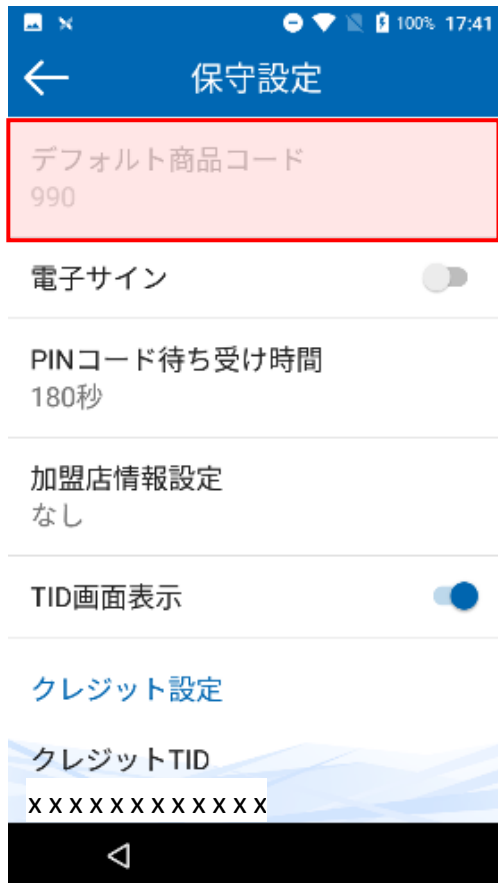 100% 17:41
保守設定
デフォルト商品コード
990
電子サイン
PINコード待ち受け時間
180秒
加盟店情報設定
なし
TID画面表示
クレジット設定
クレジットTID
x x x x x x x x x x x x